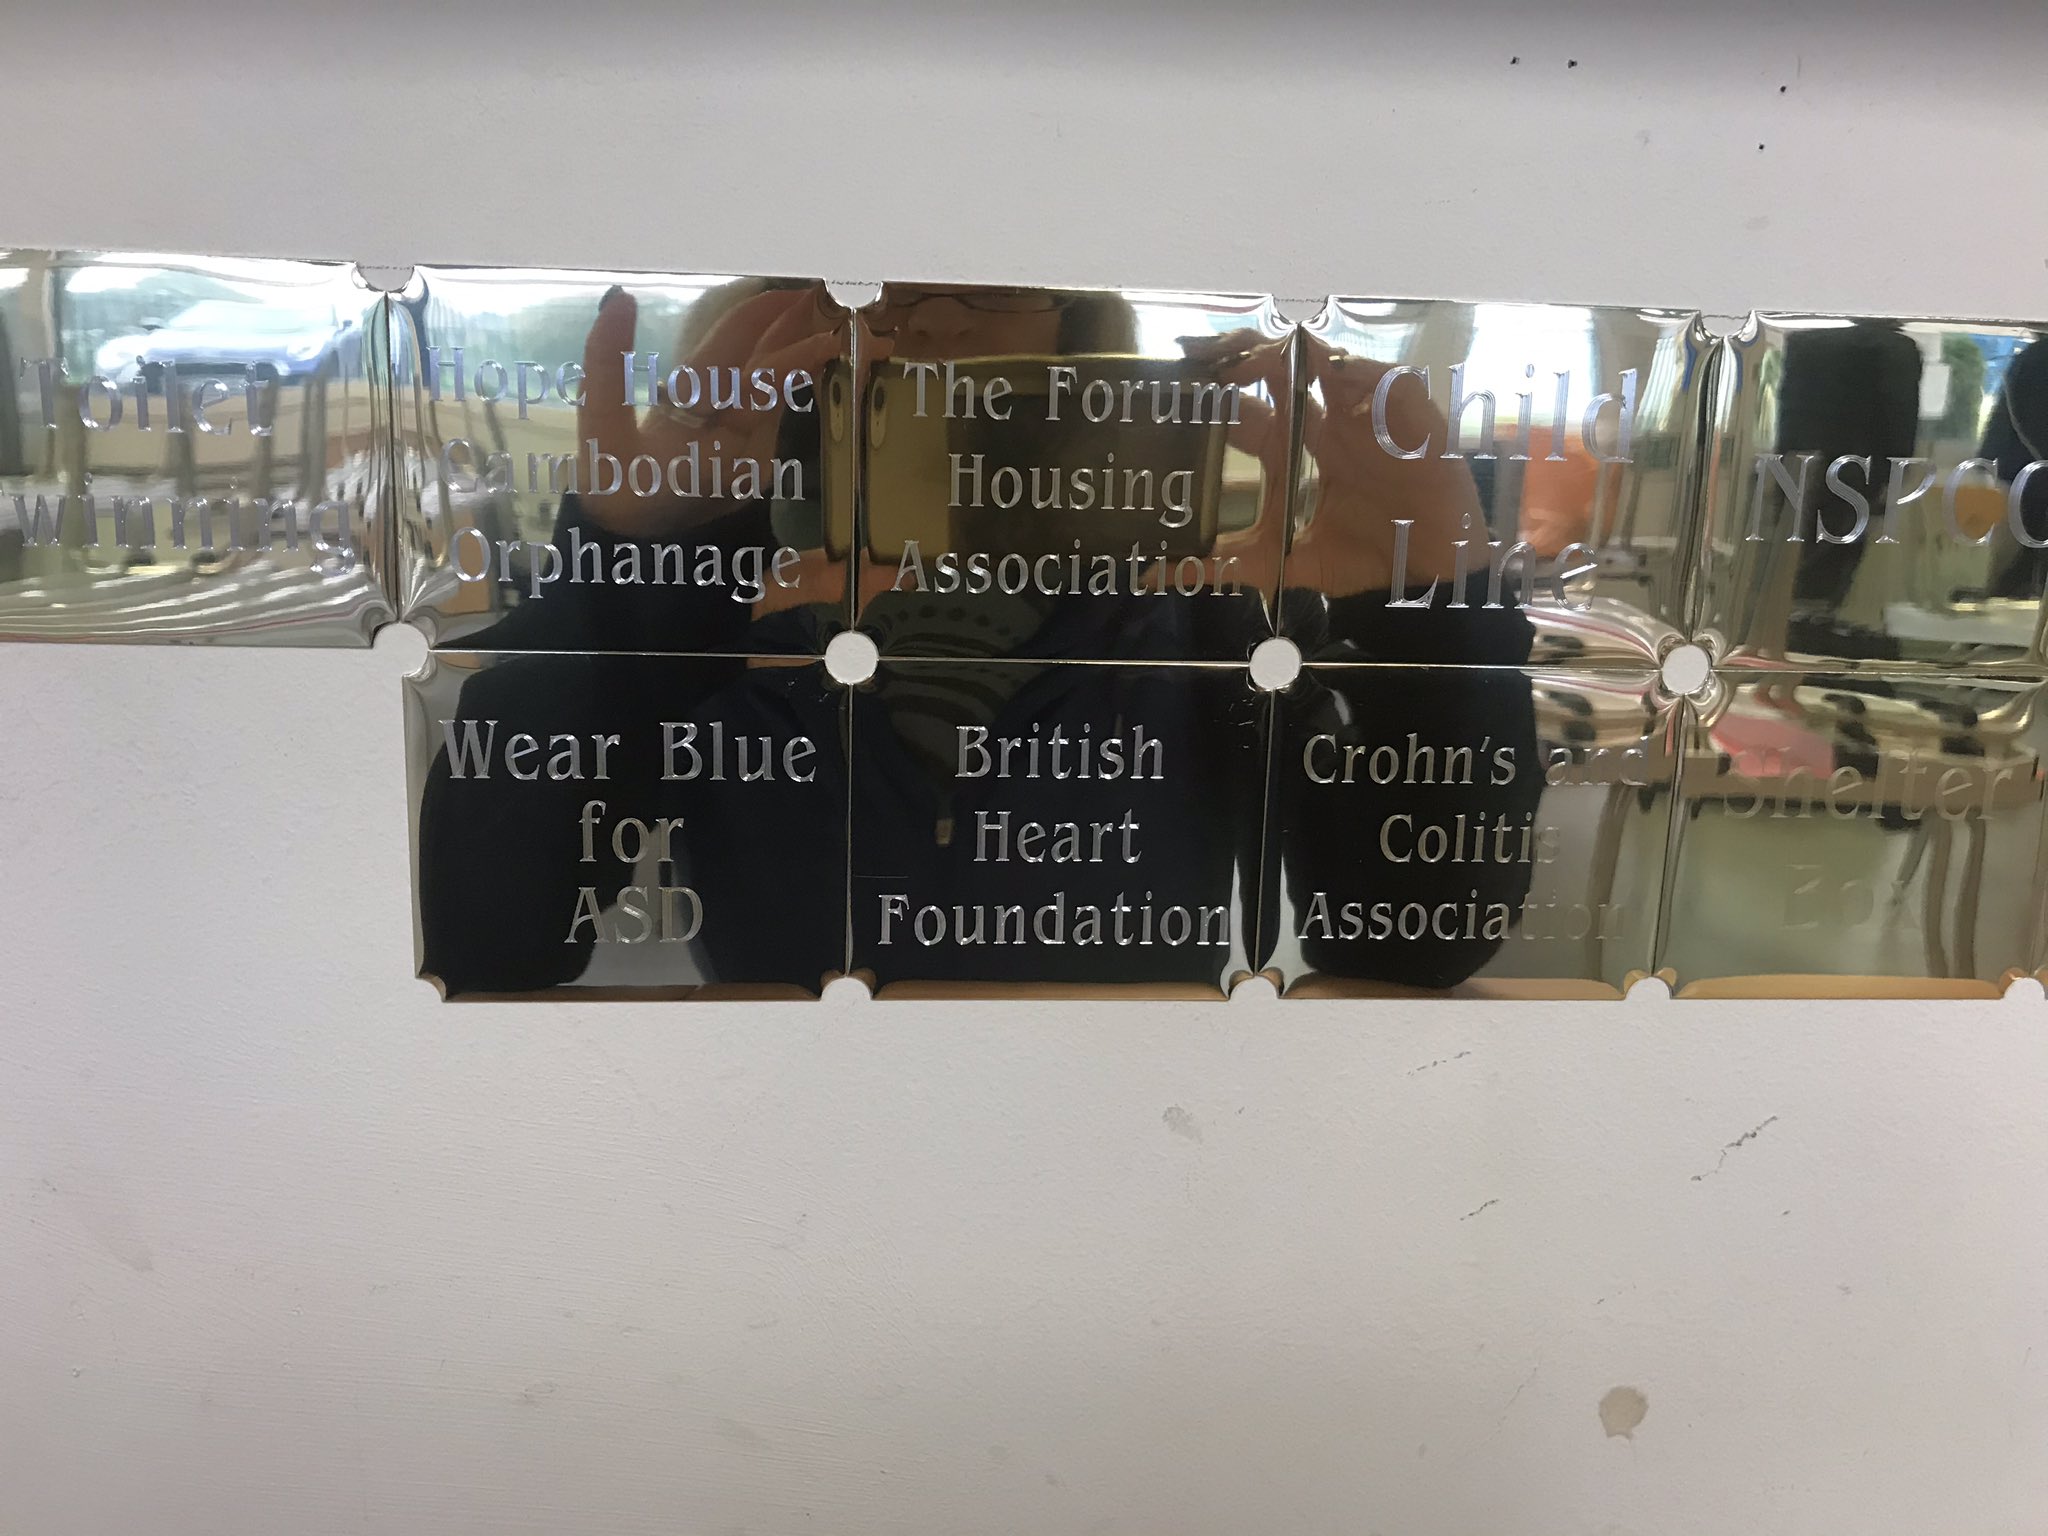 Toilet
winning
Hope House
Cambodian
Orphanage
The Forum
Housing
Association
Child
Line
NSPCC
Wear Blue
for
ASD
British
Heart
Foundation
Crohn's and
Colitis
Association
Shelter
Box